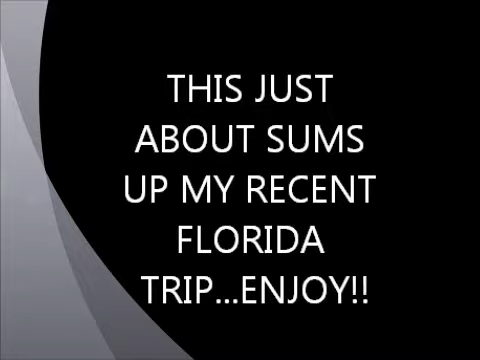 THIS JUST
ABOUT SUMS
UP MY RECENT
FLORIDA
TRIP...ENJOY!!